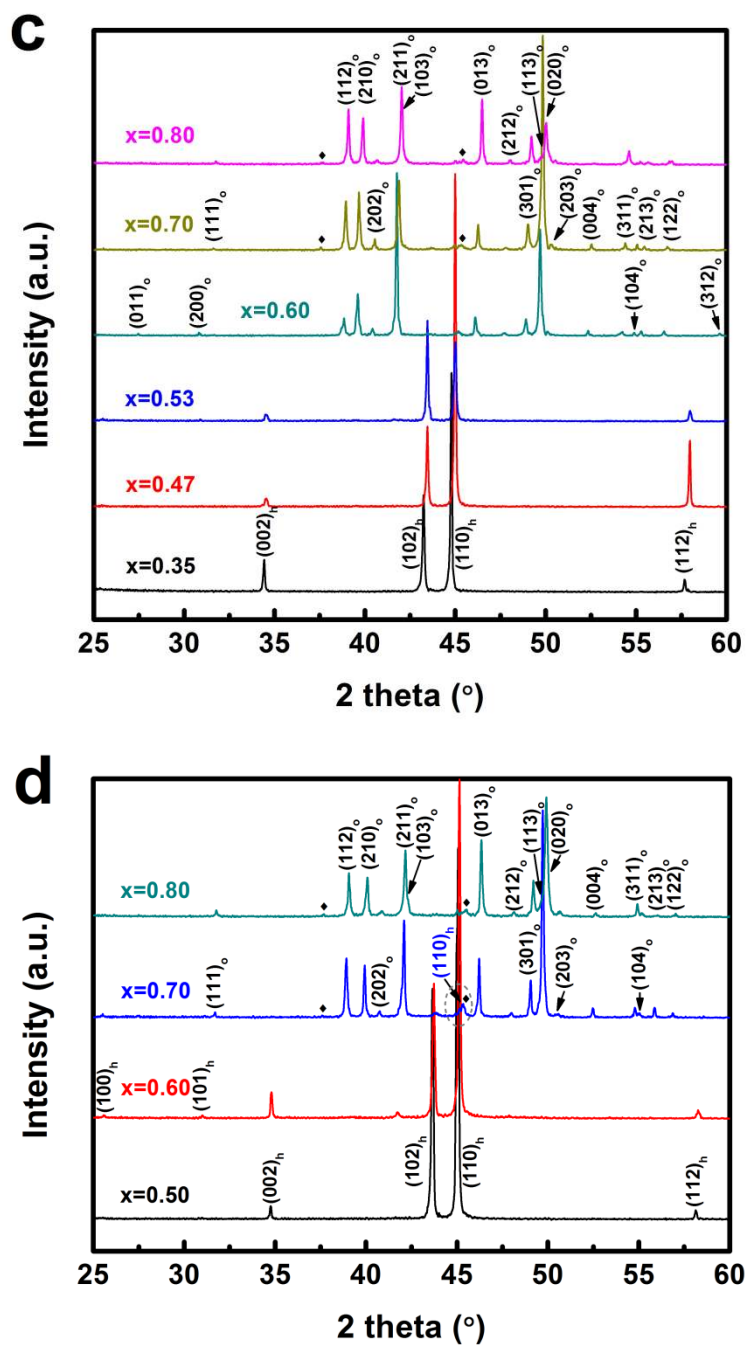 c
(112)o
(210)o
(211)o
(103)o
(013)o
(212)o
(113)o
(020)o
x=0.80
(111)o
x=0.70
(202)o
(301)o
(203)o
(004)o
(311)o
(213)o
(122)o
(011)o
(200)o
x=0.60
(104)o
(312)o
x=0.53
x=0.47
(002)h
(102)h
(110)h
(112)h
x=0.35
Intensity (a.u.)
25 30 35 40 45 50 55 60
2 theta (°)
d
(112)o
(210)o
(211)o
(103)o
(013)o
(212)o
(113)o
(020)o
(004)o
(311)o
(213)o
(122)o
x=0.80
(111)o
x=0.70
(202)o
(110)h
(301)o
(203)o
(104)o
(100)h
(101)h
x=0.60
(002)h
(102)h
(110)h
(112)h
x=0.50
Intensity (a.u.)
25 30 35 40 45 50 55 60
2 theta (°)